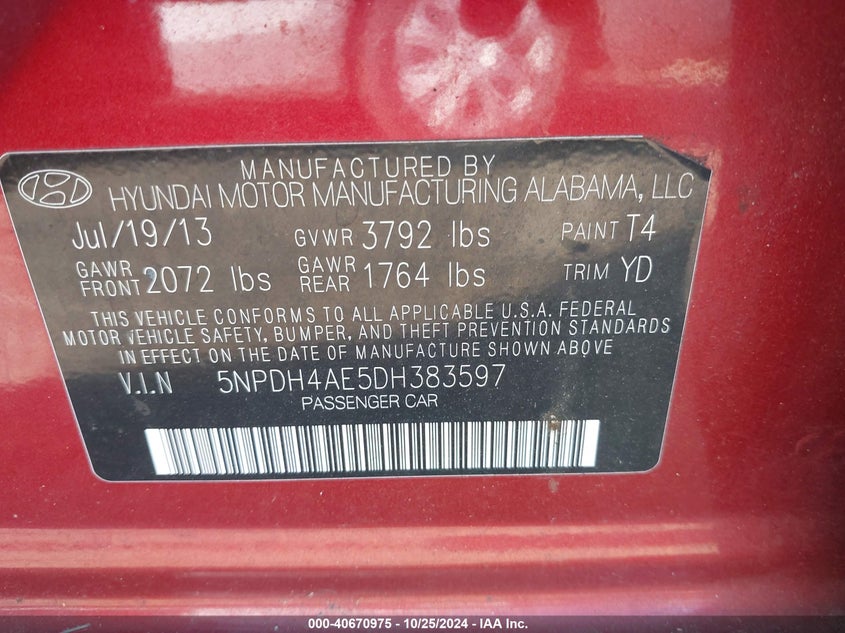 MANUFACTURED BY
HYUNDAI MOTOR MANUFACTURING ALABAMA, LLC
Jul/19/13 GVWR 3792 lbs PAINT T4
GAWR FRONT 2072 lbs GAWR REAR 1764 lbs TRIM YD
THIS VEHICLE CONFORMS TO ALL APPLICABLE U.S.A. FEDERAL
MOTOR VEHICLE SAFETY, BUMPER, AND THEFT PREVENTION STANDARDS
IN EFFECT ON THE DATE OF MANUFACTURE SHOWN ABOVE
V.I.N 5NPDH4AE5DH383597
PASSENGER CAR
000-40670975 - 10/25/2024 - IAA Inc.